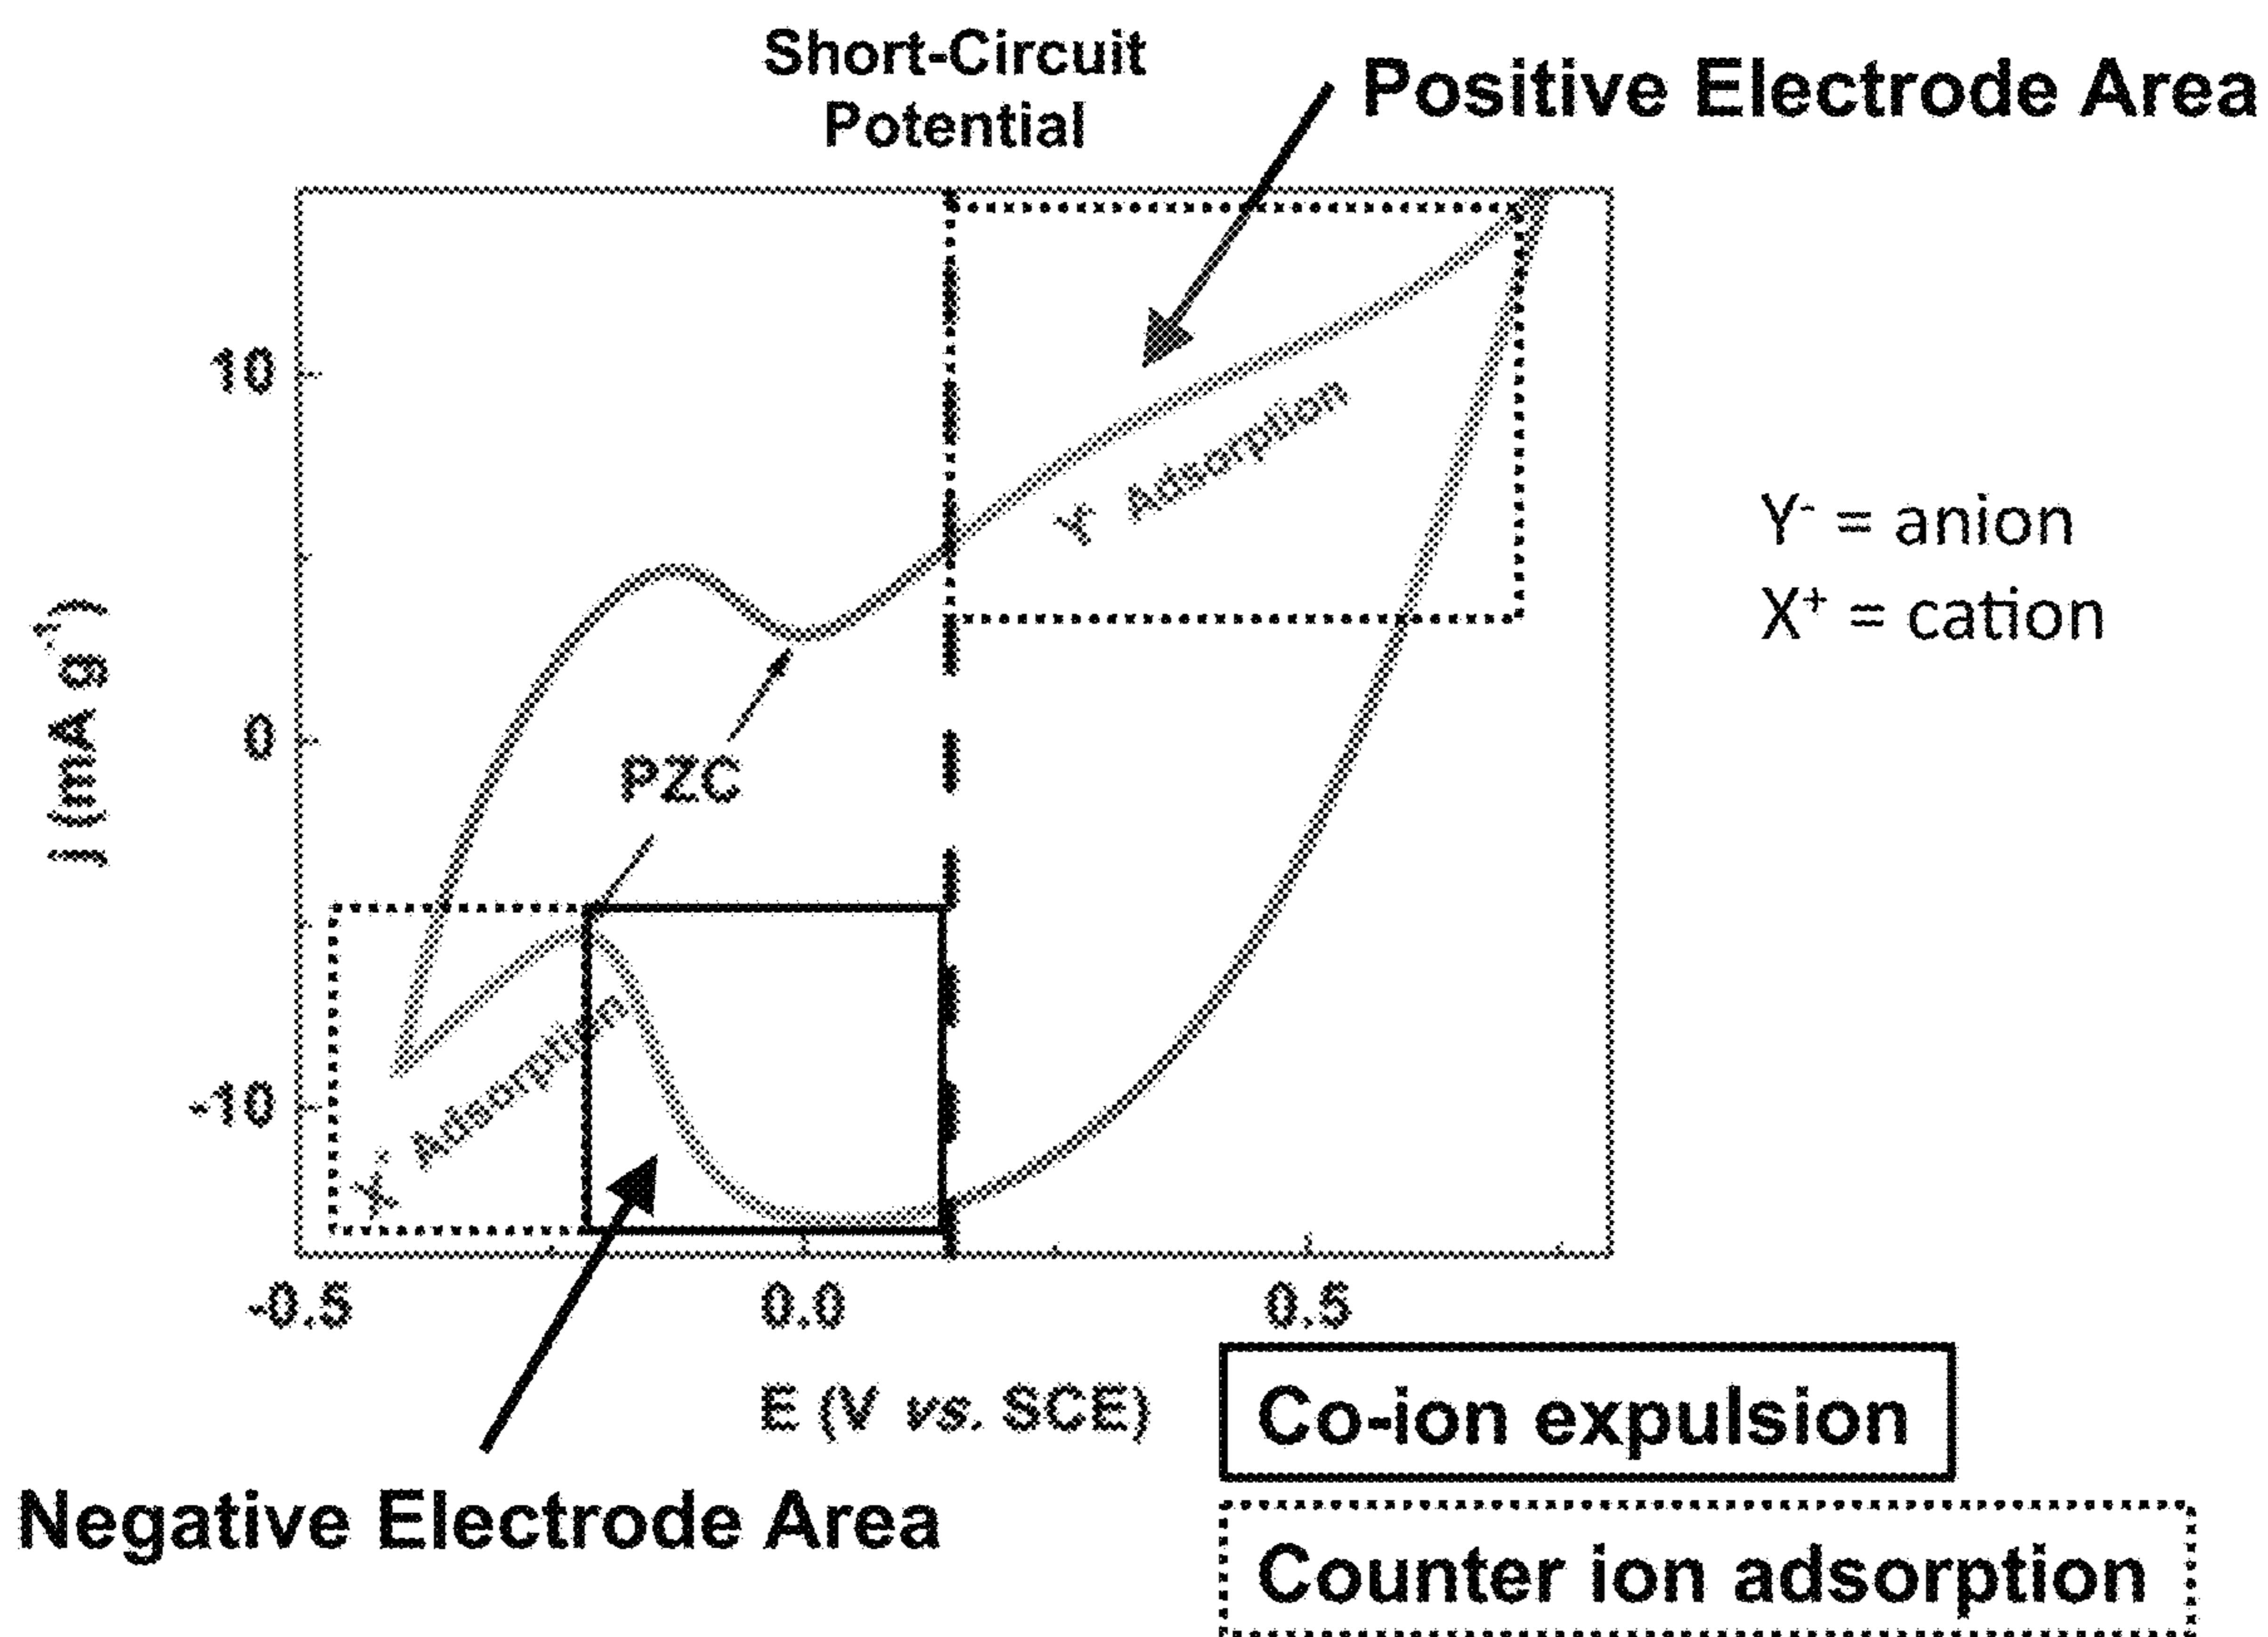 Short-Circuit
Potential
Positive Electrode Area
10
0
-10
j (mA g⁻¹)
Y⁻ Adsorption
Y⁻ = anion
X⁺ = cation
PZC
X⁺ Adsorption
-0.5
0.0
0.5
E (V vs. SCE)
Negative Electrode Area
Co-ion expulsion
Counter ion adsorption